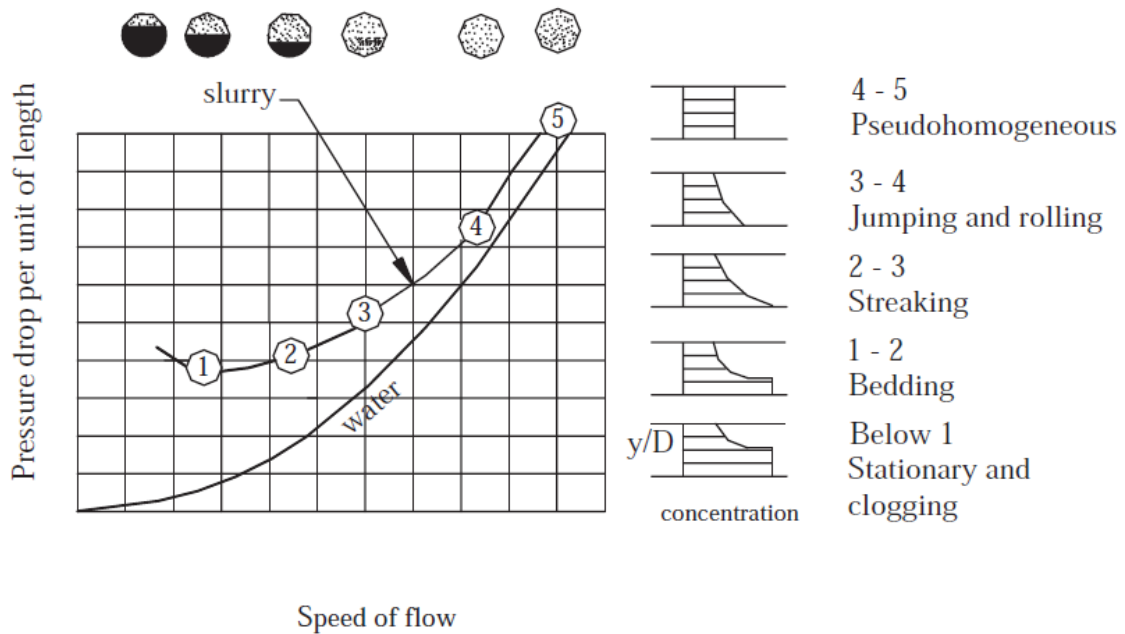 slurry
Pressure drop per unit of length
5
4
3
2
1
water
Speed of flow
4 - 5
Pseudohomogeneous
3 - 4
Jumping and rolling
2 - 3
Streaking
1 - 2
Bedding
y/D
Below 1
Stationary and
clogging
concentration